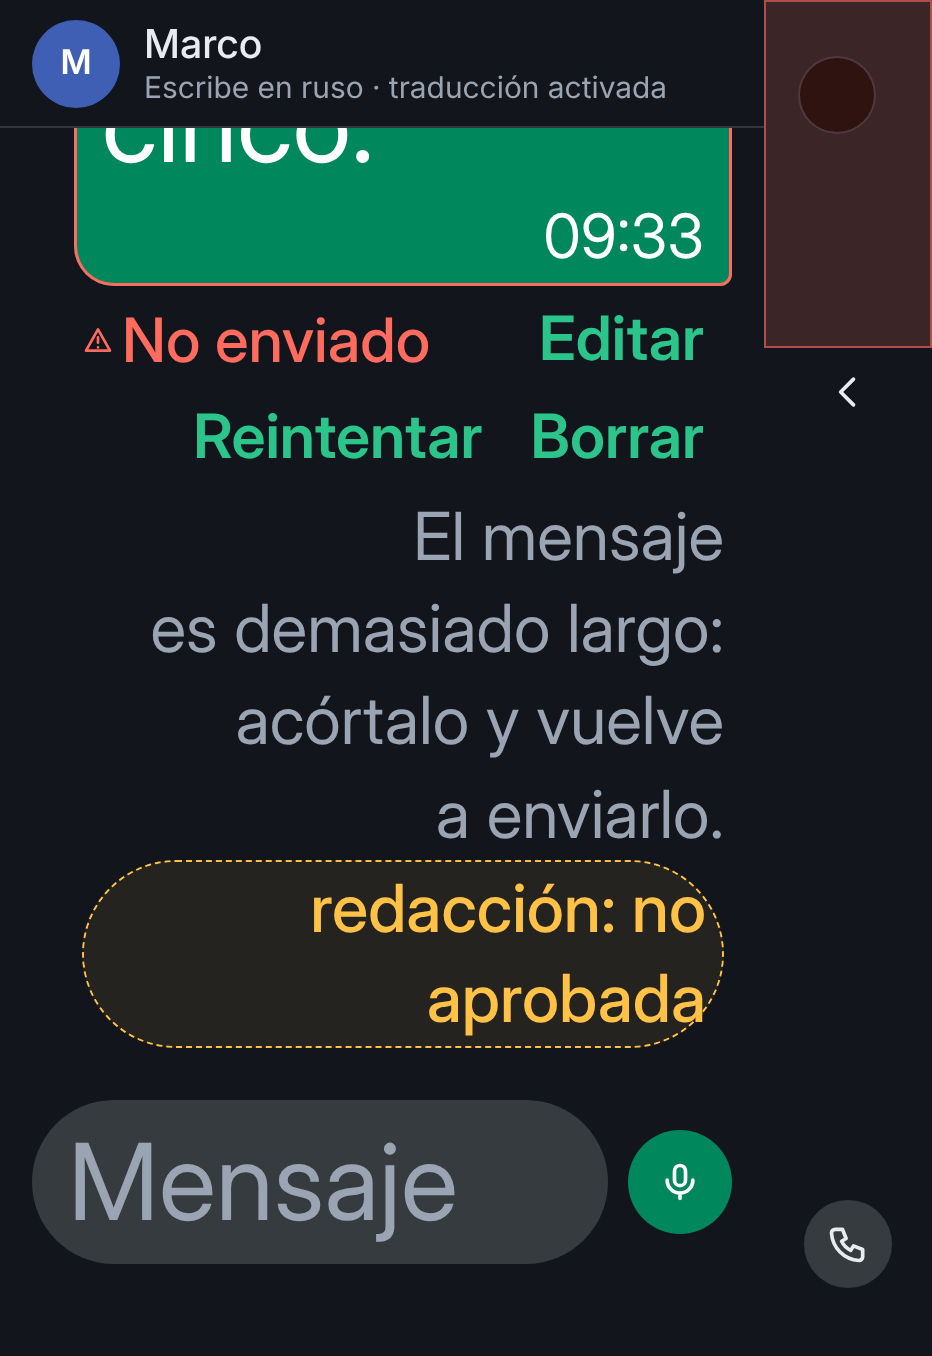 M
Marco
Escribe en ruso · traducción activada
cinco.
09:33
No enviado
Editar
Reintentar
Borrar
El mensaje
es demasiado largo:
acórtalo y vuelve
a enviarlo.
redacción: no
aprobada
Mensaje